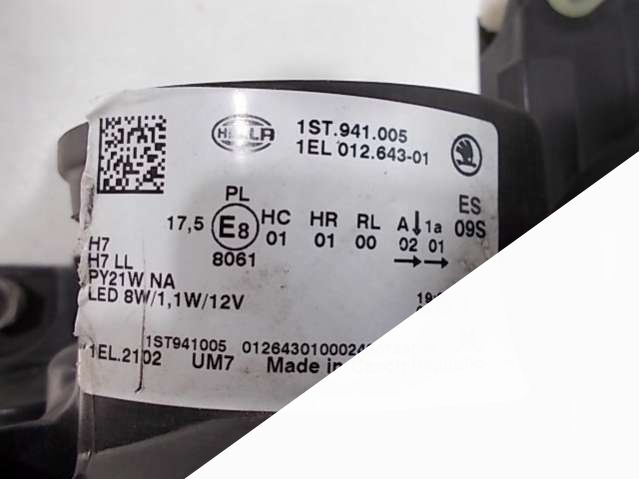 HELLA
1ST.941.005
1EL 012.643-01
PL
17,5 E8 HC HR RL A 1a ES
01 01 00 02 01 09S
8061
H7
H7 LL
PY21W NA
LED 8W/1,1W/12V
1ST941005
1EL.2102 UM7 Made in